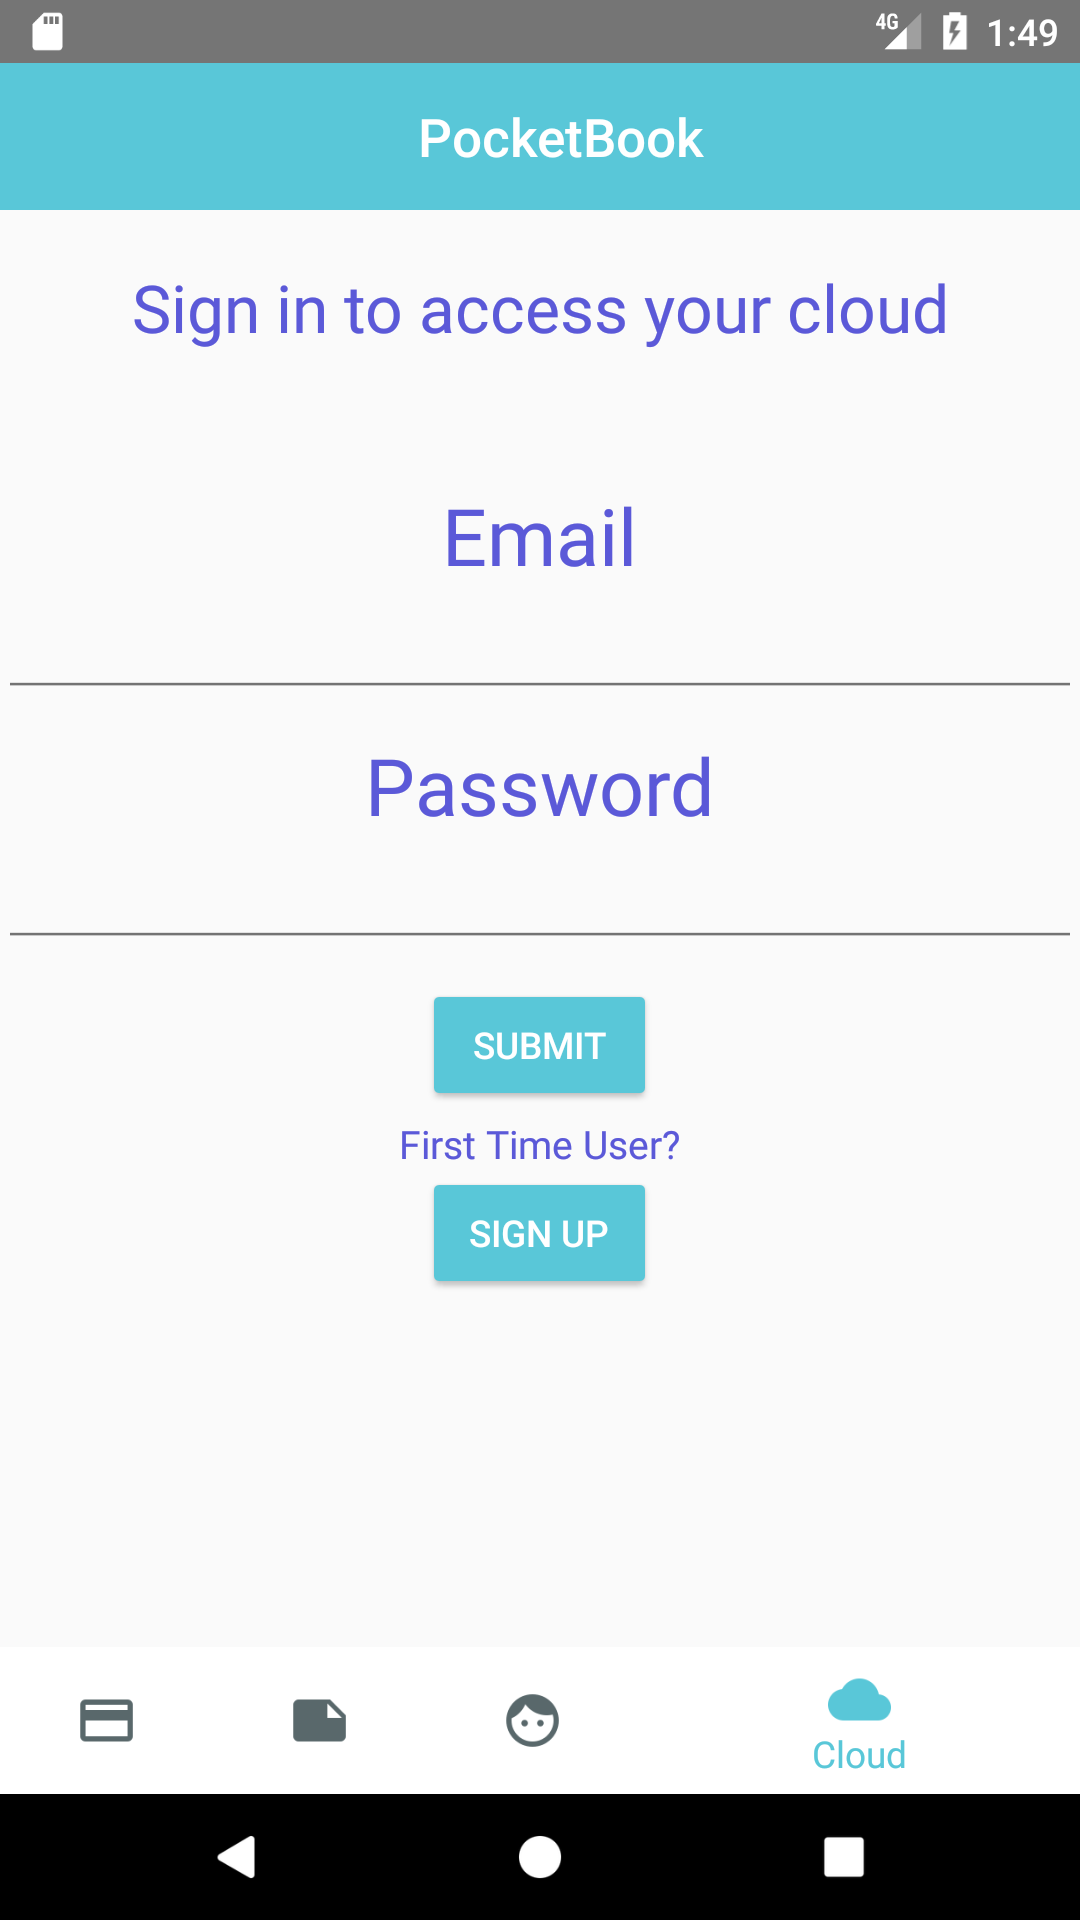 4G 1:49
PocketBook
Sign in to access your cloud
Email
Password
SUBMIT
First Time User?
SIGN UP
Cloud